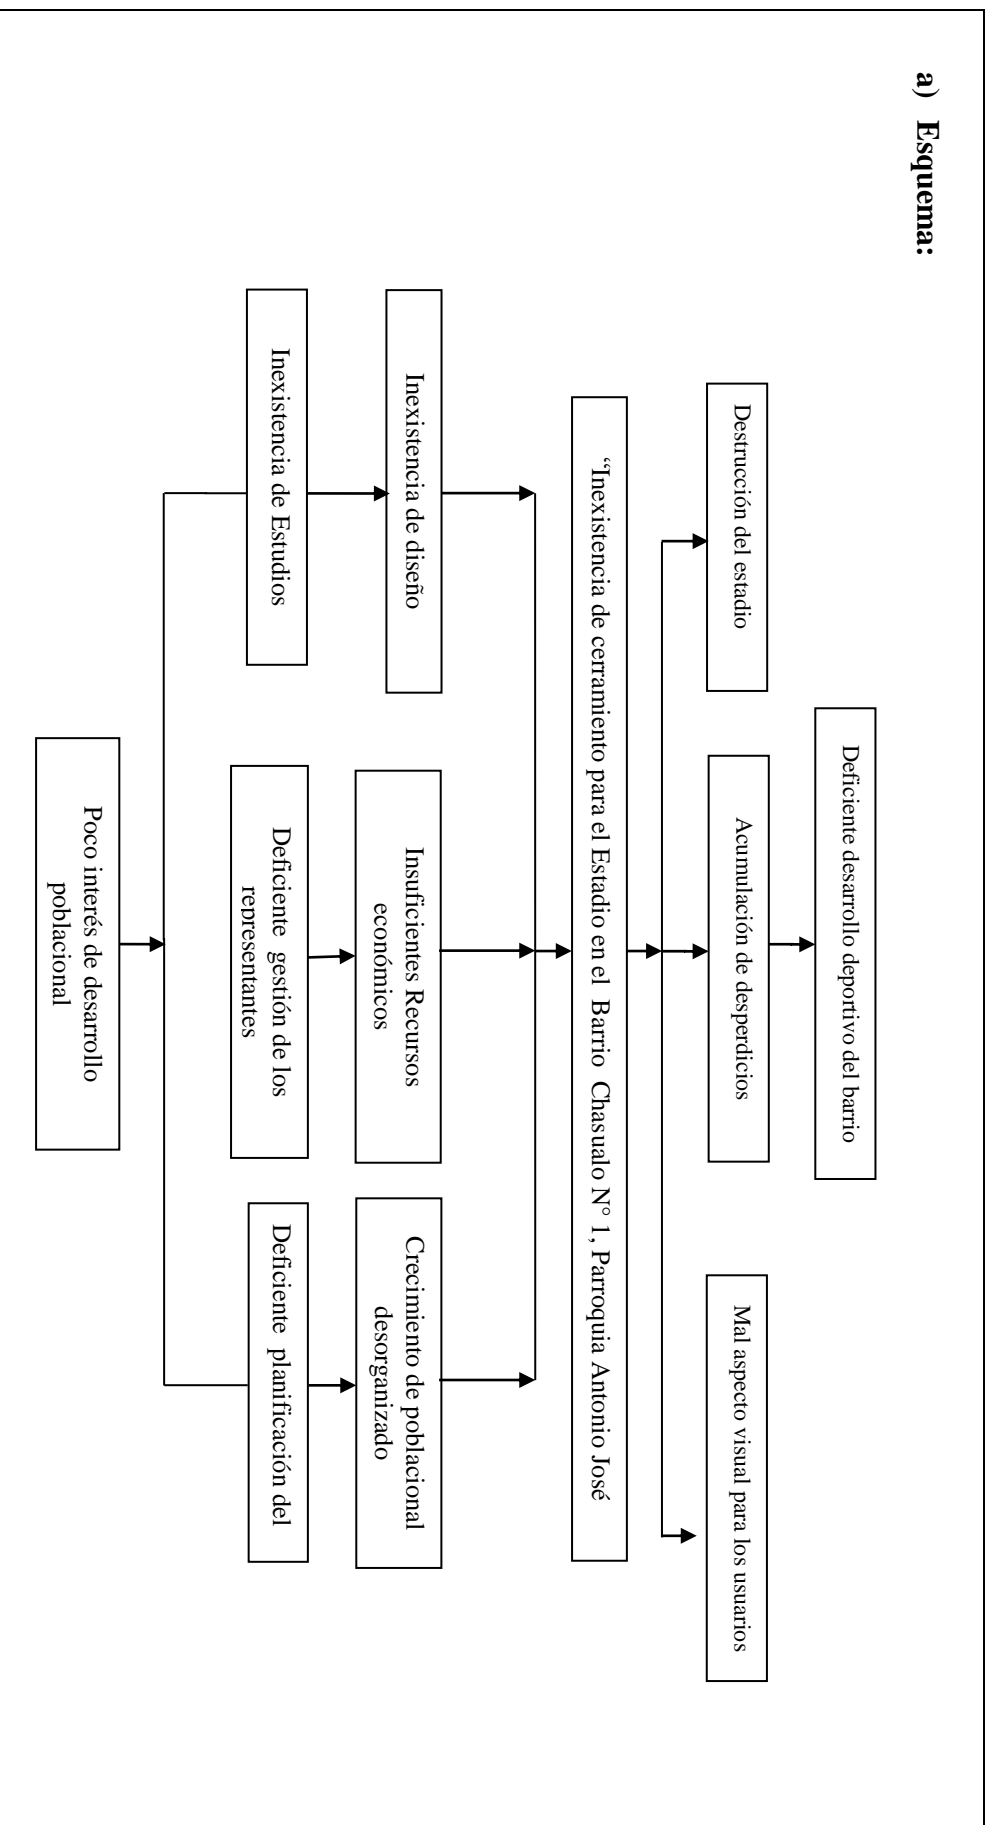 a) Esquema:
Deficiente desarrollo deportivo del barrio
Destrucción del estadio
Acumulación de desperdicios
Mal aspecto visual para los usuarios
“Inexistencia de cerramiento para el Estadio en el Barrio Chasualo N° 1, Parroquia Antonio José
Inexistencia de diseño
Insuficientes Recursos
económicos
Crecimiento de poblacional
desorganizado
Inexistencia de Estudios
Deficiente gestión de los
representantes
Deficiente planificación del
Poco interés de desarrollo
poblacional